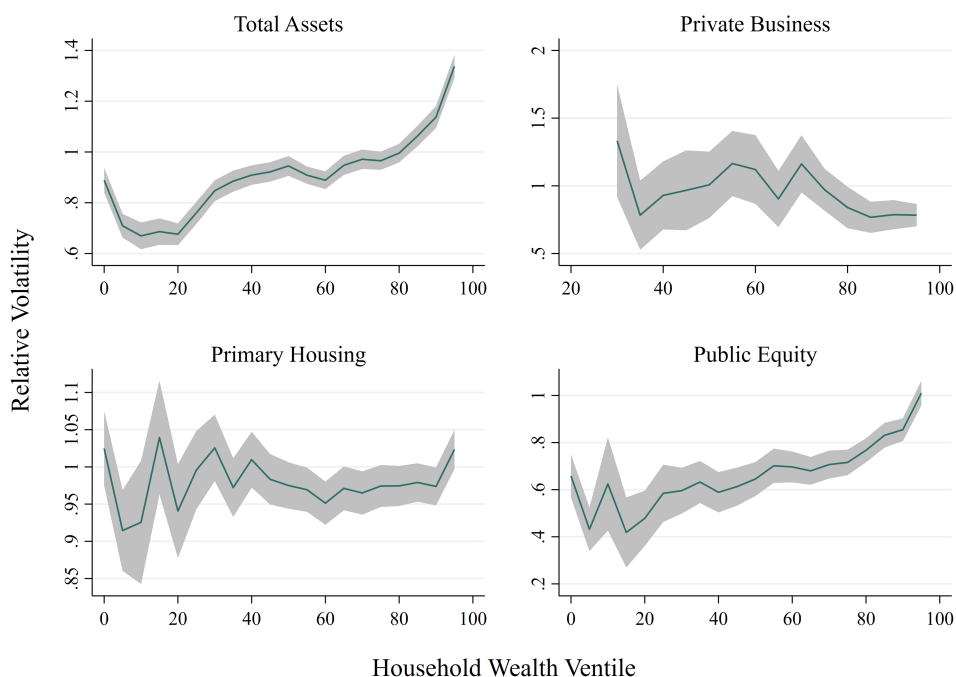 Total Assets
1.4
1.2
1
.8
.6
0 20 40 60 80 100
Private Business
2
1.5
1
.5
20 40 60 80 100
Relative Volatility
Primary Housing
1.1
1.05
1
.95
.9
.85
0 20 40 60 80 100
Public Equity
1
.8
.6
.4
.2
0 20 40 60 80 100
Household Wealth Ventile